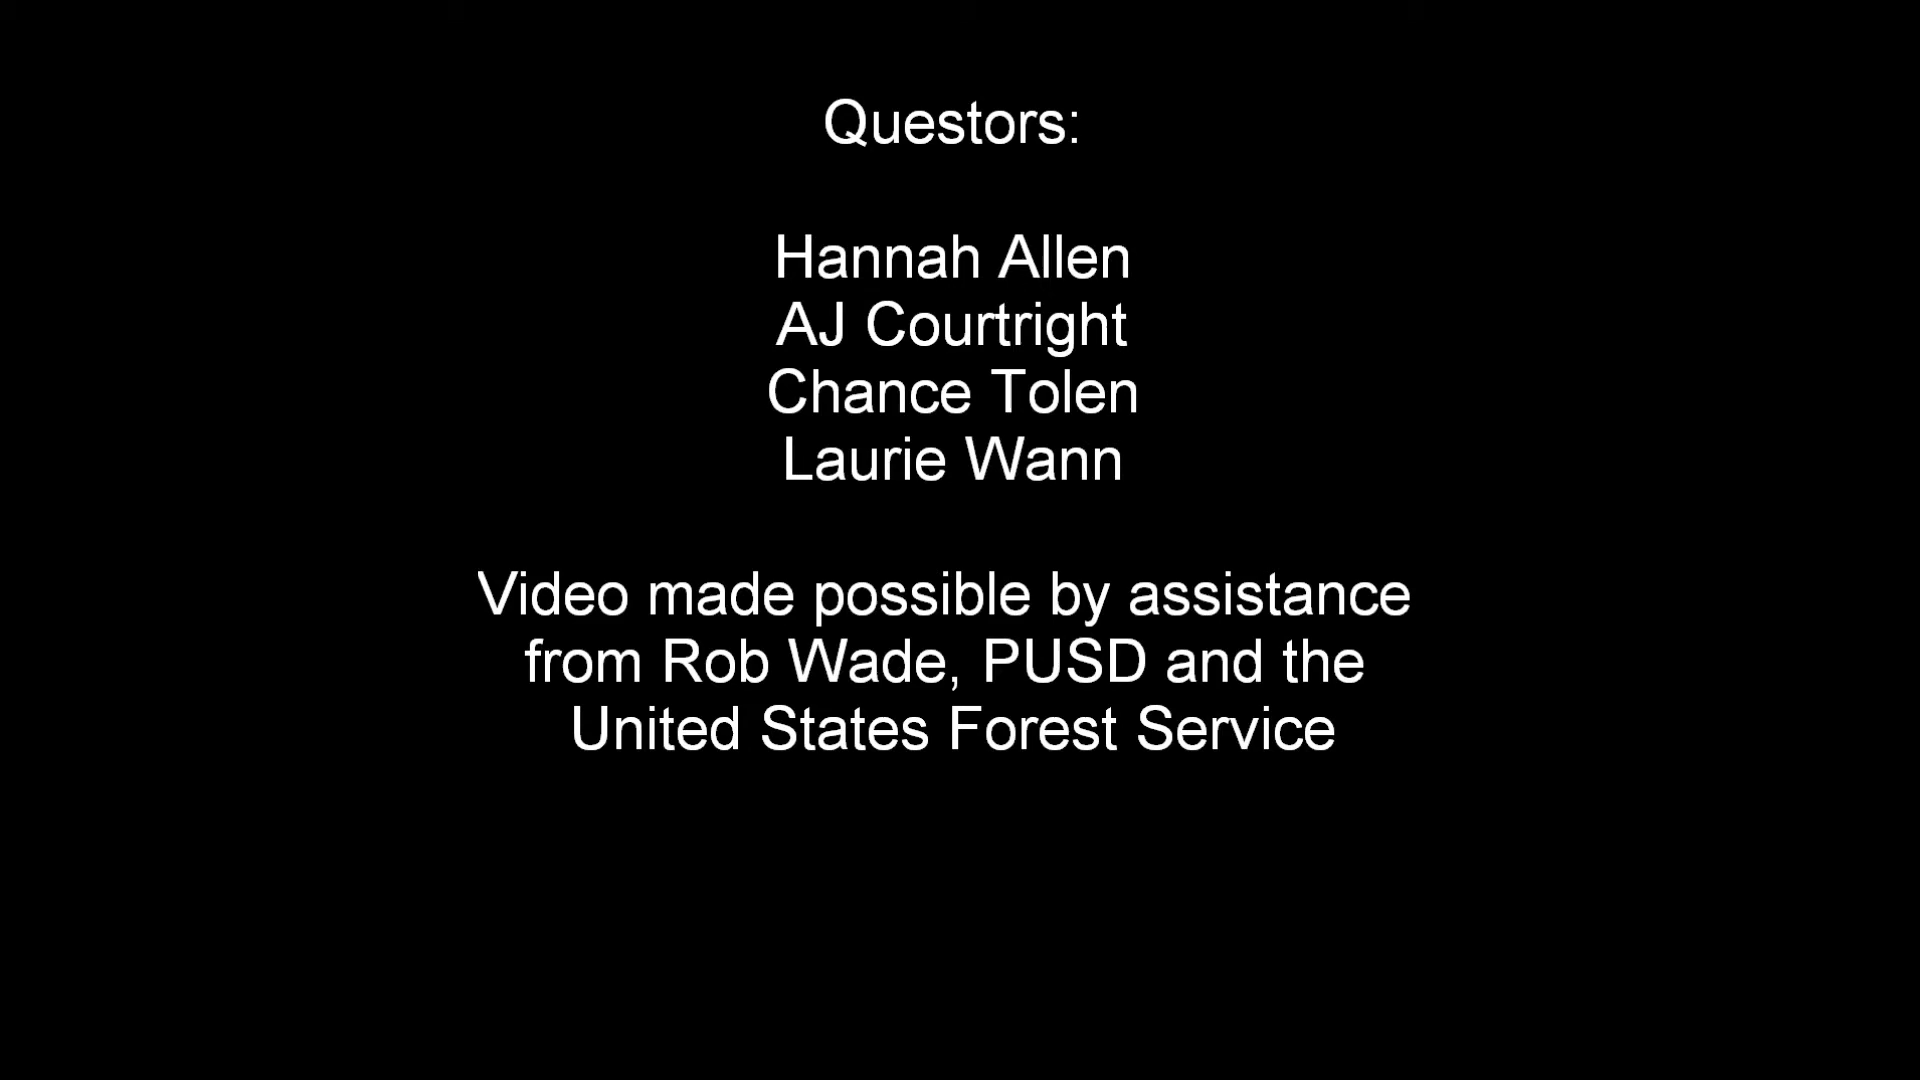 Questors:
Hannah Allen
AJ Courtright
Chance Tolen
Laurie Wann
Video made possible by assistance
from Rob Wade, PUSD and the
United States Forest Service